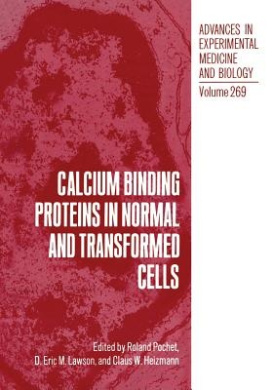 ADVANCES IN
EXPERIMENTAL
MEDICINE
AND BIOLOGY
Volume 269
CALCIUM BINDING
PROTEINS IN NORMAL
AND TRANSFORMED
CELLS
Edited by Roland Pochet,
D. Eric M. Lawson, and Claus W. Heizmann